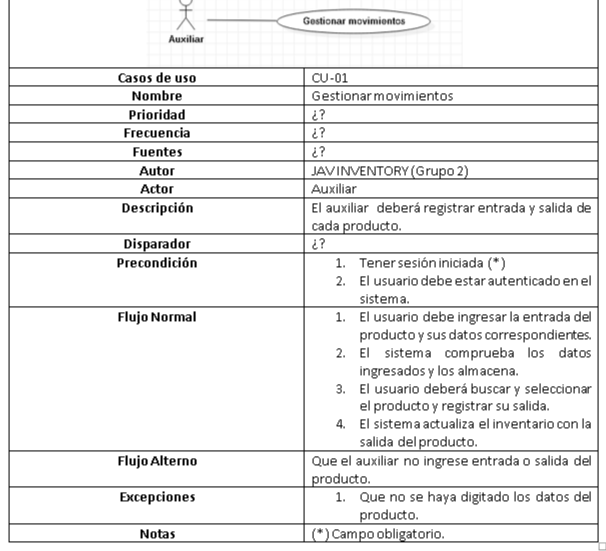 Gestionar movimientos
Auxiliar
Casos de uso
CU-01
Nombre
Gestionar movimientos
Prioridad
¿?
Frecuencia
¿?
Fuentes
¿?
Autor
JAVINVENTORY (Grupo 2)
Actor
Auxiliar
Descripción
El auxiliar deberá registrar entrada y salida de
cada producto.
Disparador
¿?
Precondición
1. Tener sesión iniciada (*)
2. El usuario debe estar autenticado en el
sistema.
Flujo Normal
1. El usuario debe ingresar la entrada del
producto y sus datos correspondientes.
2. El sistema comprueba los datos
ingresados y los almacena.
3. El usuario deberá buscar y seleccionar
el producto y registrar su salida.
4. El sistema actualiza el inventario con la
salida del producto.
Flujo Alterno
Que el auxiliar no ingrese entrada o salida del
producto.
Excepciones
1. Que no se haya digitado los datos del
producto.
Notas
(*) Campo obligatorio.